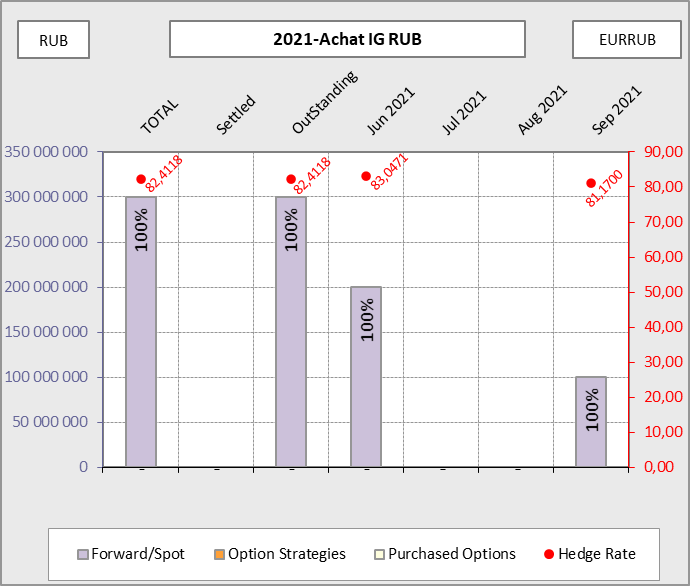 RUB
2021-Achat IG RUB
EURRUB
TOTAL
Settled
OutStanding
Jun 2021
Jul 2021
Aug 2021
Sep 2021
350 000 000
300 000 000
250 000 000
200 000 000
150 000 000
100 000 000
50 000 000
0
90,00
80,00
70,00
60,00
50,00
40,00
30,00
20,00
10,00
0,00
82,4118
82,4118
83,0471
81,1700
100%
100%
100%
100%
Forward/Spot
Option Strategies
Purchased Options
Hedge Rate